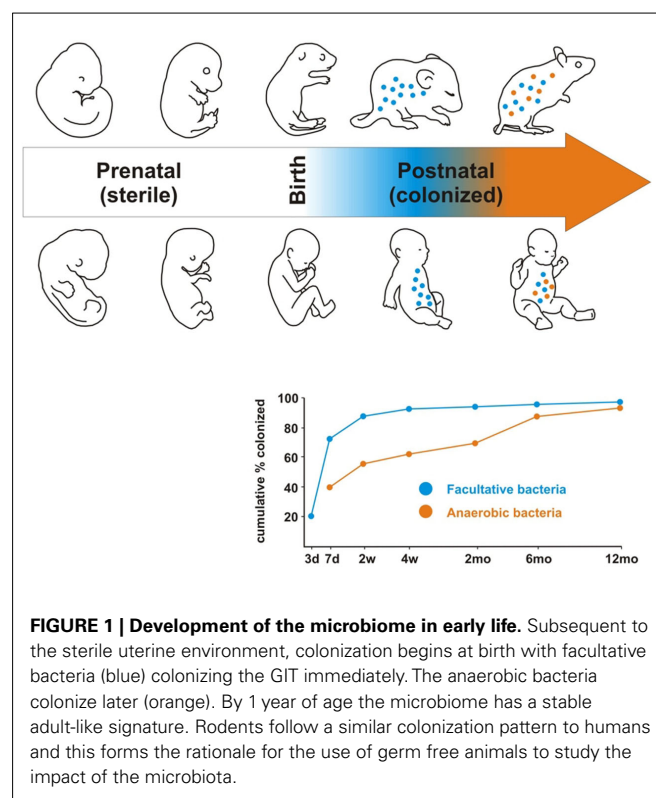 Prenatal
(sterile)
Birth
Postnatal
(colonized)
cumulative % colonized
100
80
60
40
20
Facultative bacteria
Anaerobic bacteria
3d 7d 2w 4w 2mo 6mo 12mo
FIGURE 1 | Development of the microbiome in early life. Subsequent to
the sterile uterine environment, colonization begins at birth with facultative
bacteria (blue) colonizing the GIT immediately. The anaerobic bacteria
colonize later (orange). By 1 year of age the microbiome has a stable
adult-like signature. Rodents follow a similar colonization pattern to humans
and this forms the rationale for the use of germ free animals to study the
impact of the microbiota.